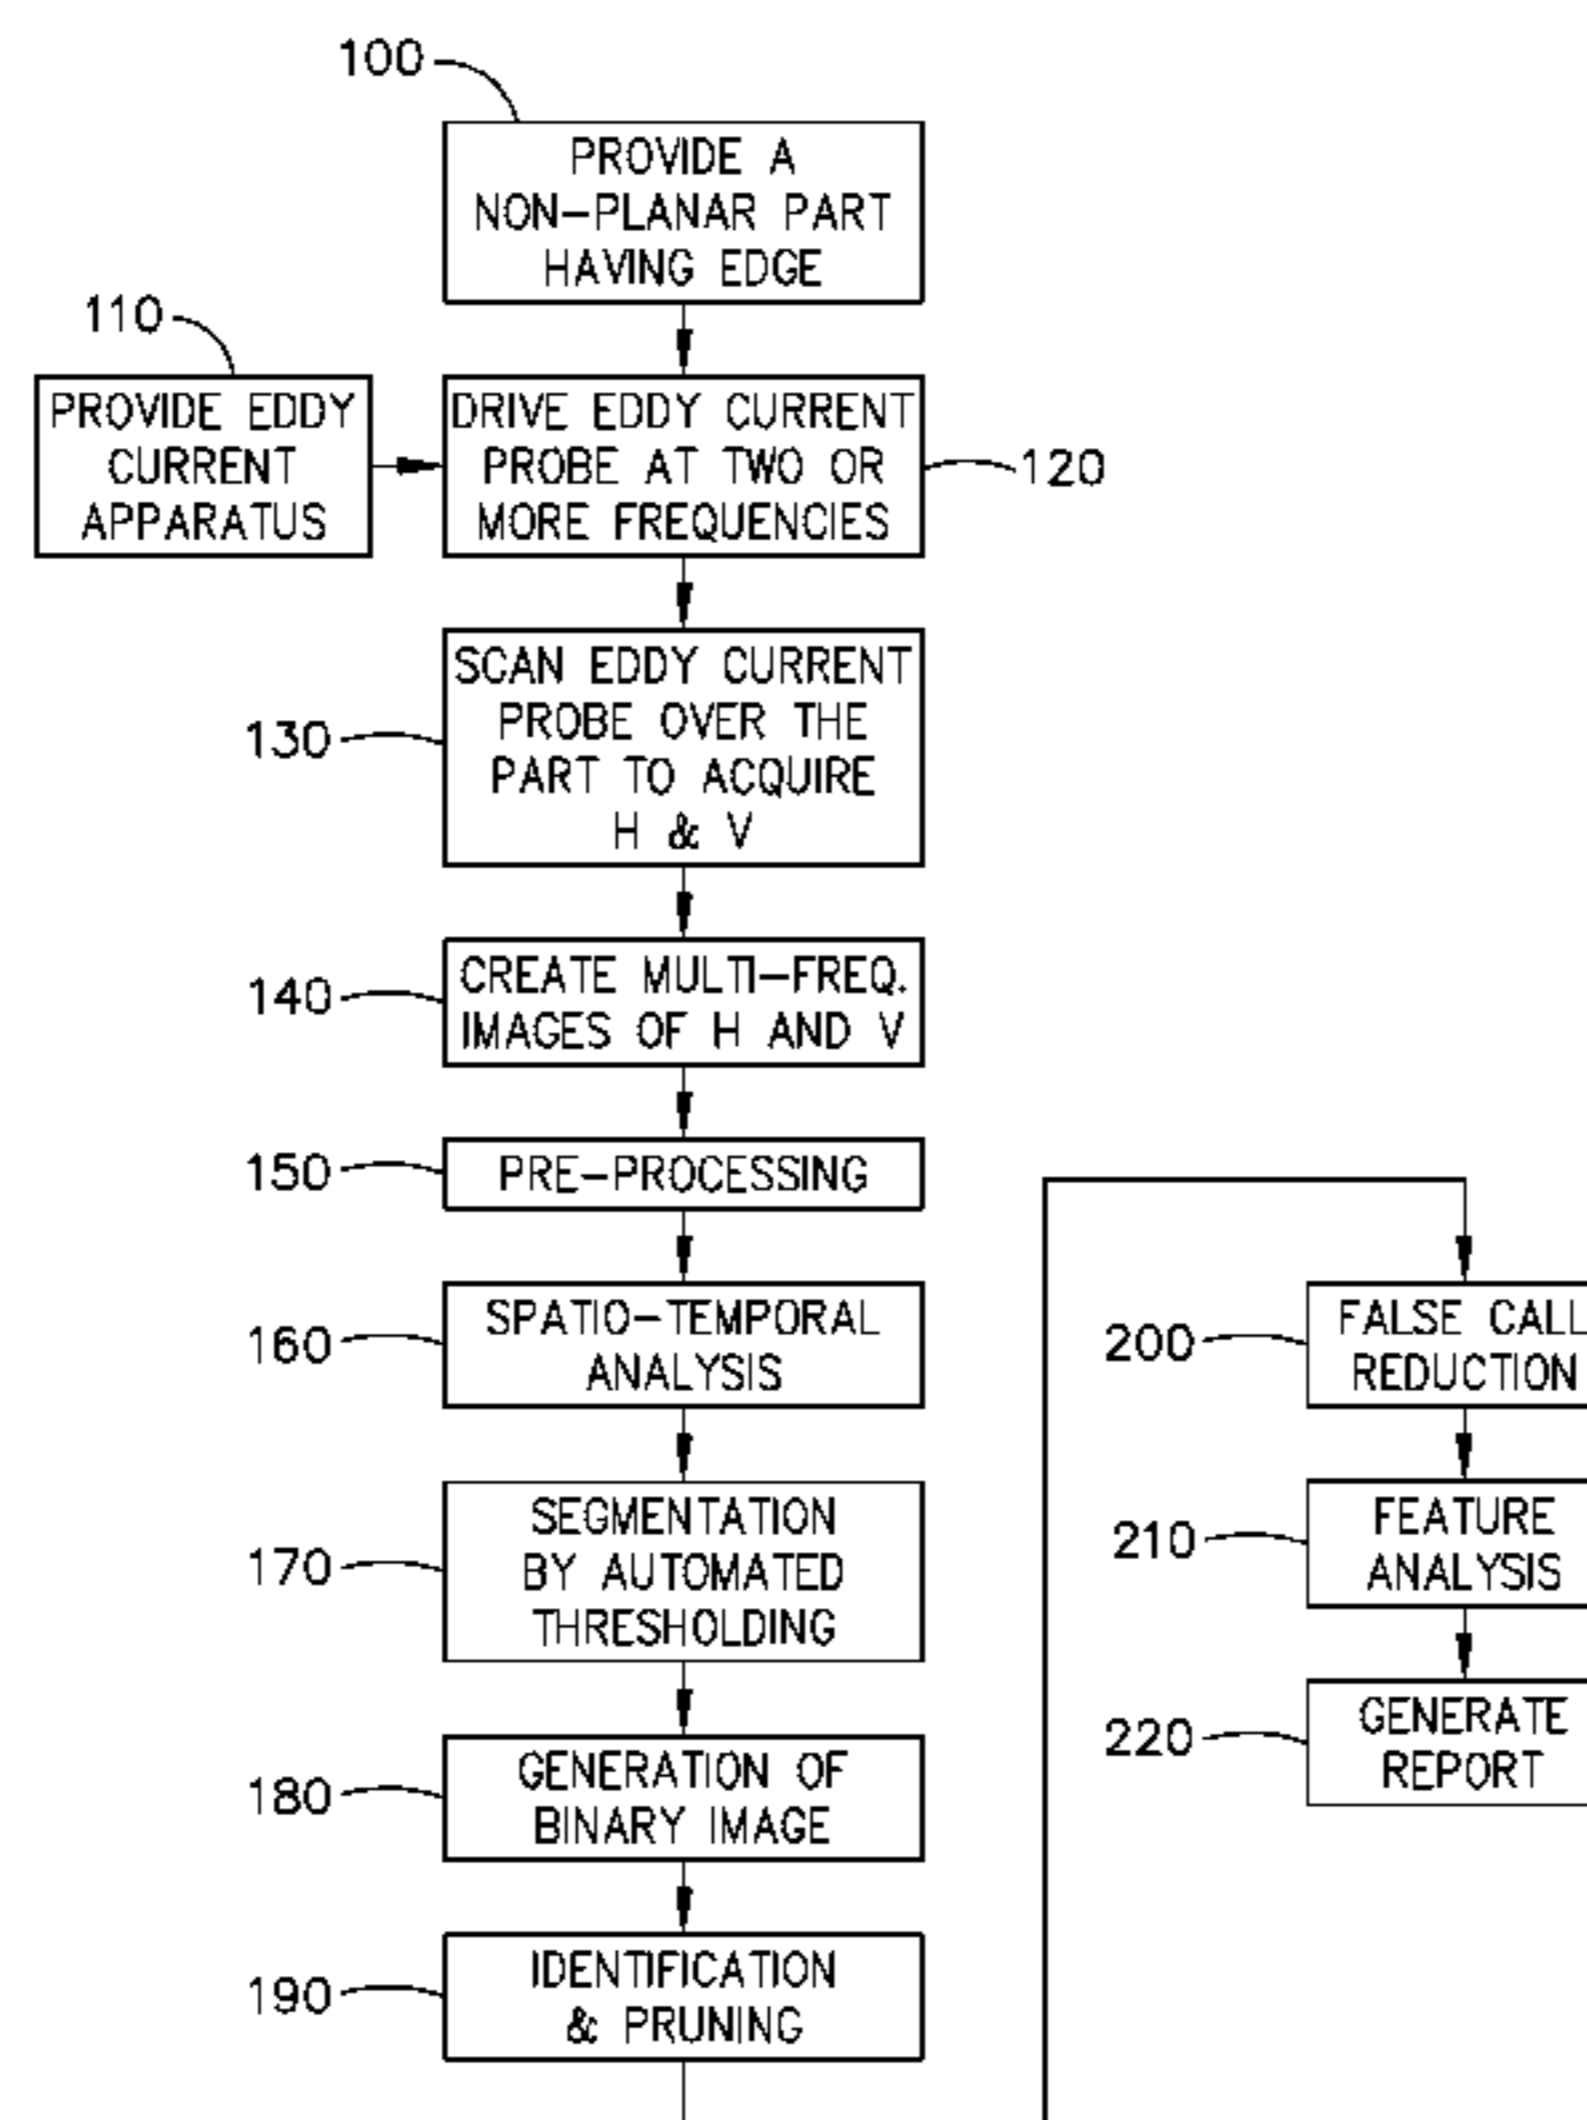 100
PROVIDE A
NON-PLANAR PART
HAVING EDGE
110
PROVIDE EDDY
CURRENT
APPARATUS
DRIVE EDDY CURRENT
PROBE AT TWO OR
MORE FREQUENCIES
120
130
SCAN EDDY CURRENT
PROBE OVER THE
PART TO ACQUIRE
H & V
140
CREATE MULTI-FREQ.
IMAGES OF H AND V
150
PRE-PROCESSING
160
SPATIO-TEMPORAL
ANALYSIS
170
SEGMENTATION
BY AUTOMATED
THRESHOLDING
180
GENERATION OF
BINARY IMAGE
190
IDENTIFICATION
& PRUNING
200
FALSE CALL
REDUCTION
210
FEATURE
ANALYSIS
220
GENERATE
REPORT